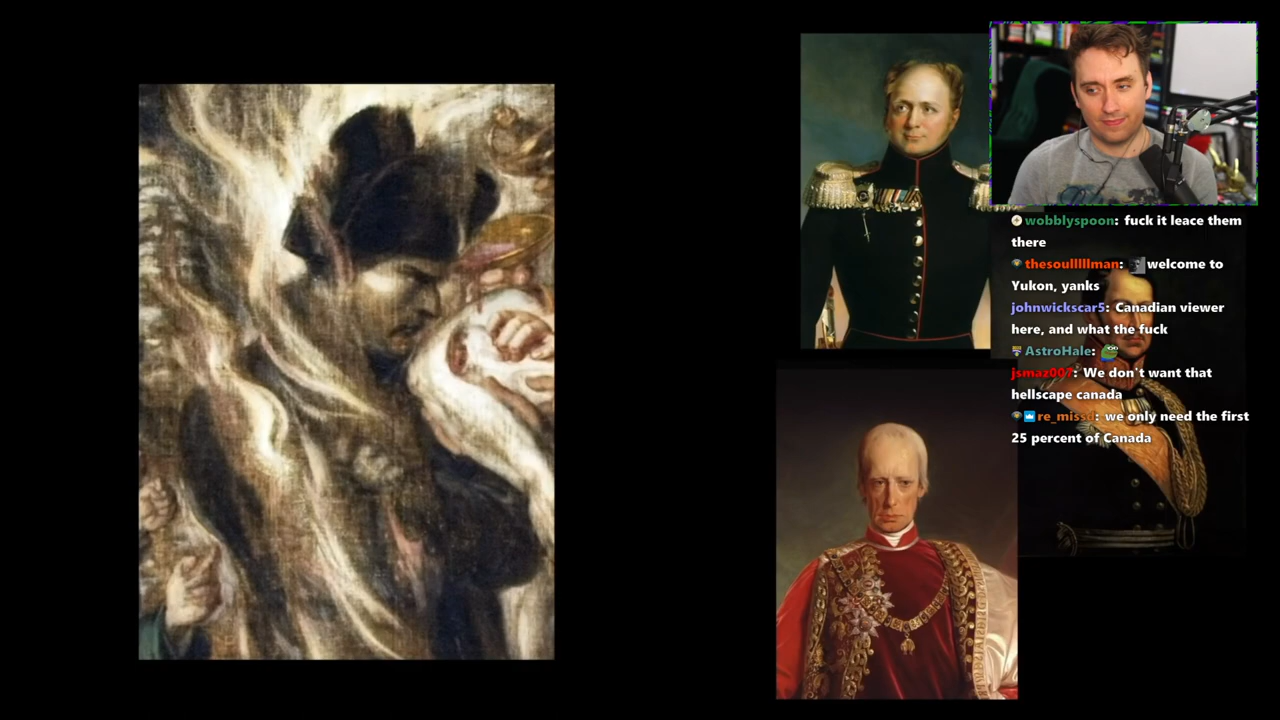 wobblyspoon: fuck it leace them
there
thesoulllllman: welcome to
Yukon, yanks
johnwickscar5: Canadian viewer
here, and what the fuck
AstroHale:
jsmaz007: We don't want that
hellscape canada
re_missd: we only need the first
25 percent of Canada